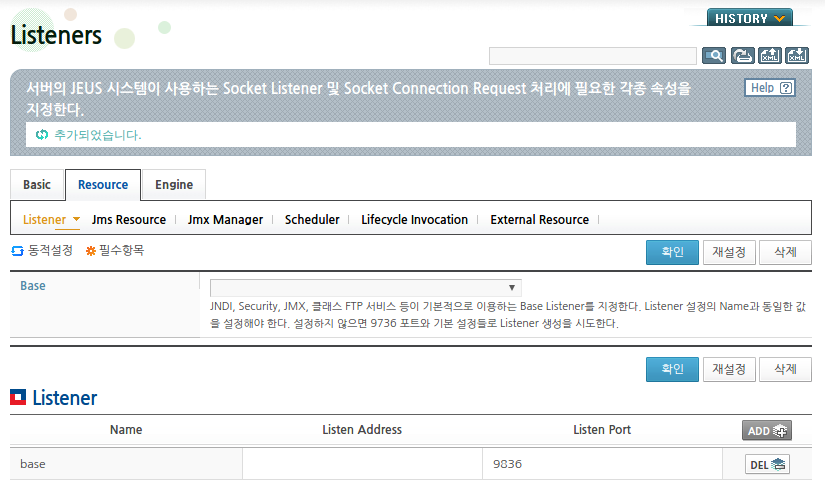 HISTORY
Listeners
XML XML
서버의 JEUS 시스템이 사용하는 Socket Listener 및 Socket Connection Request 처리에 필요한 각종 속성을
지정한다.
Help ?
추가되었습니다.
Basic Resource Engine
Listener Jms Resource Jmx Manager Scheduler Lifecycle Invocation External Resource
동적설정 필수항목 확인 재설정 삭제
Base
JNDI, Security, JMX, 클래스 FTP 서비스 등이 기본적으로 이용하는 Base Listener를 지정한다. Listener 설정의 Name과 동일한 값
을 설정해야 한다. 설정하지 않으면 9736 포트와 기본 설정들로 Listener 생성을 시도한다.
확인 재설정 삭제
Listener
Name Listen Address Listen Port ADD
base 9836 DEL